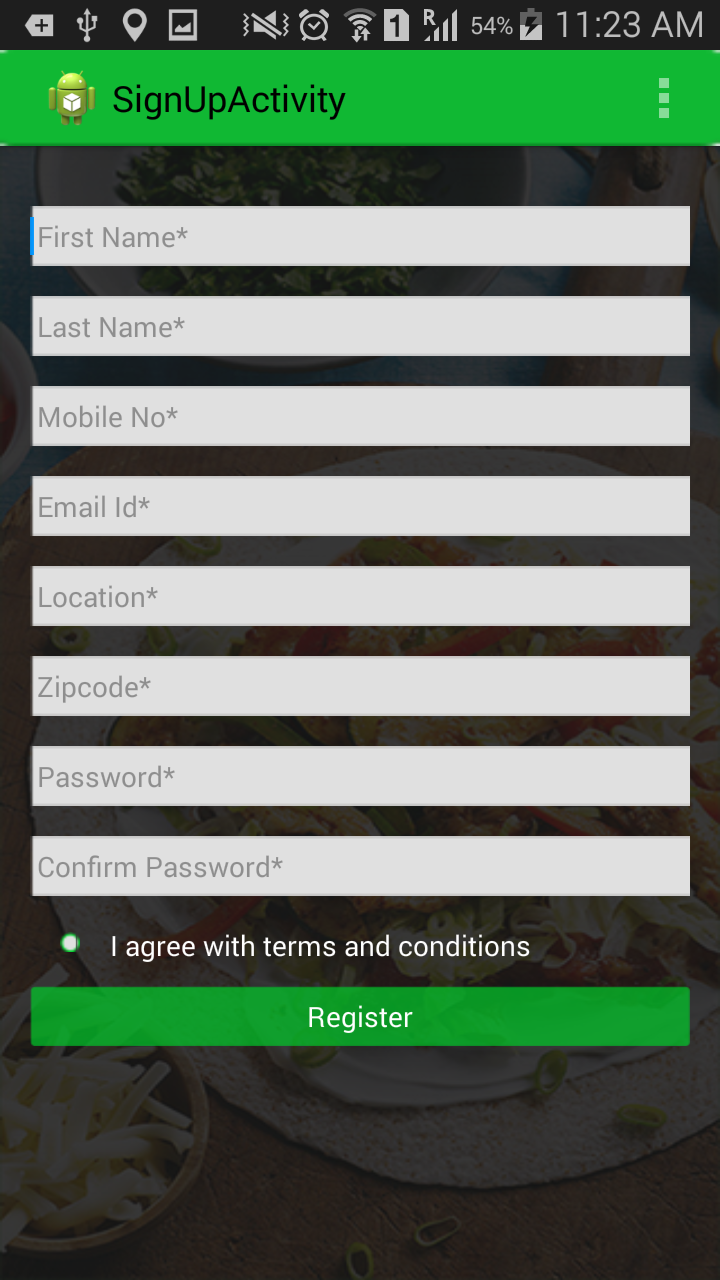 1 R 54% 11:23 AM
SignUpActivity
First Name*
Last Name*
Mobile No*
Email Id*
Location*
Zipcode*
Password*
Confirm Password*
I agree with terms and conditions
Register